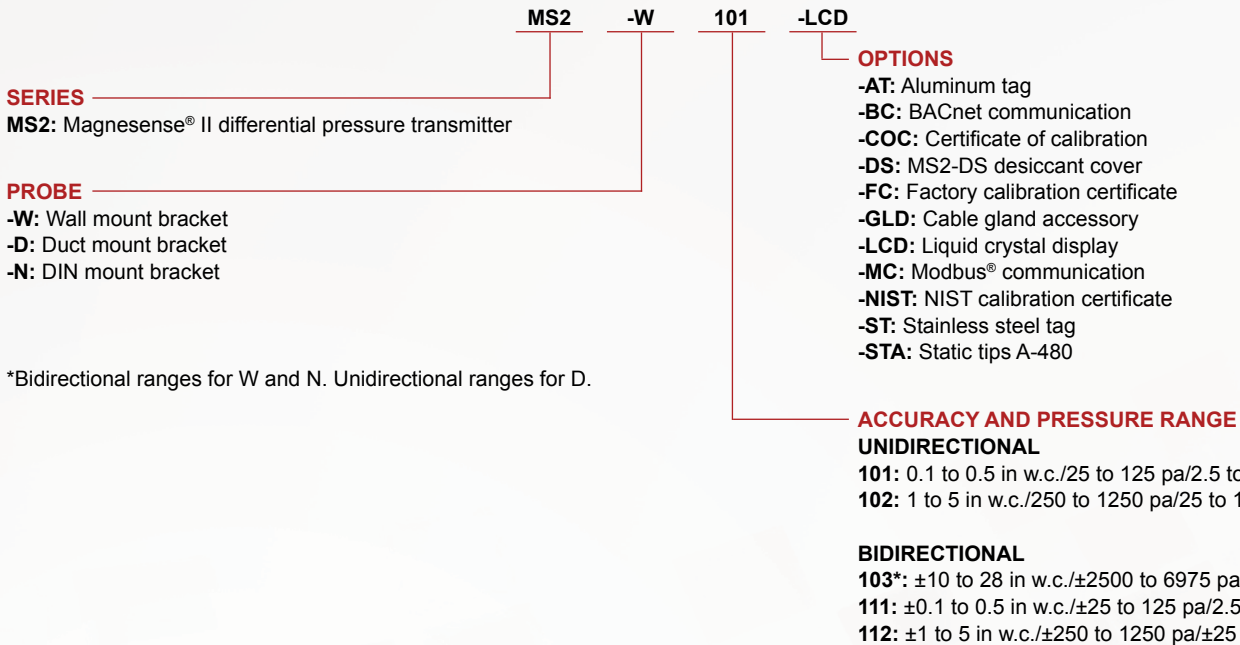 MS2 -W 101 -LCD
SERIES
MS2: Magnesense® II differential pressure transmitter
PROBE
-W: Wall mount bracket
-D: Duct mount bracket
-N: DIN mount bracket
*Bidirectional ranges for W and N. Unidirectional ranges for D.
OPTIONS
-AT: Aluminum tag
-BC: BACnet communication
-COC: Certificate of calibration
-DS: MS2-DS desiccant cover
-FC: Factory calibration certificate
-GLD: Cable gland accessory
-LCD: Liquid crystal display
-MC: Modbus® communication
-NIST: NIST calibration certificate
-ST: Stainless steel tag
-STA: Static tips A-480
ACCURACY AND PRESSURE RANGE
UNIDIRECTIONAL
101: 0.1 to 0.5 in w.c./25 to 125 pa/2.5 to
102: 1 to 5 in w.c./250 to 1250 pa/25 to
BIDIRECTIONAL
103*: ±10 to 28 in w.c./±2500 to 6975 pa
111: ±0.1 to 0.5 in w.c./±25 to 125 pa/2.5
112: ±1 to 5 in w.c./±250 to 1250 pa/±25